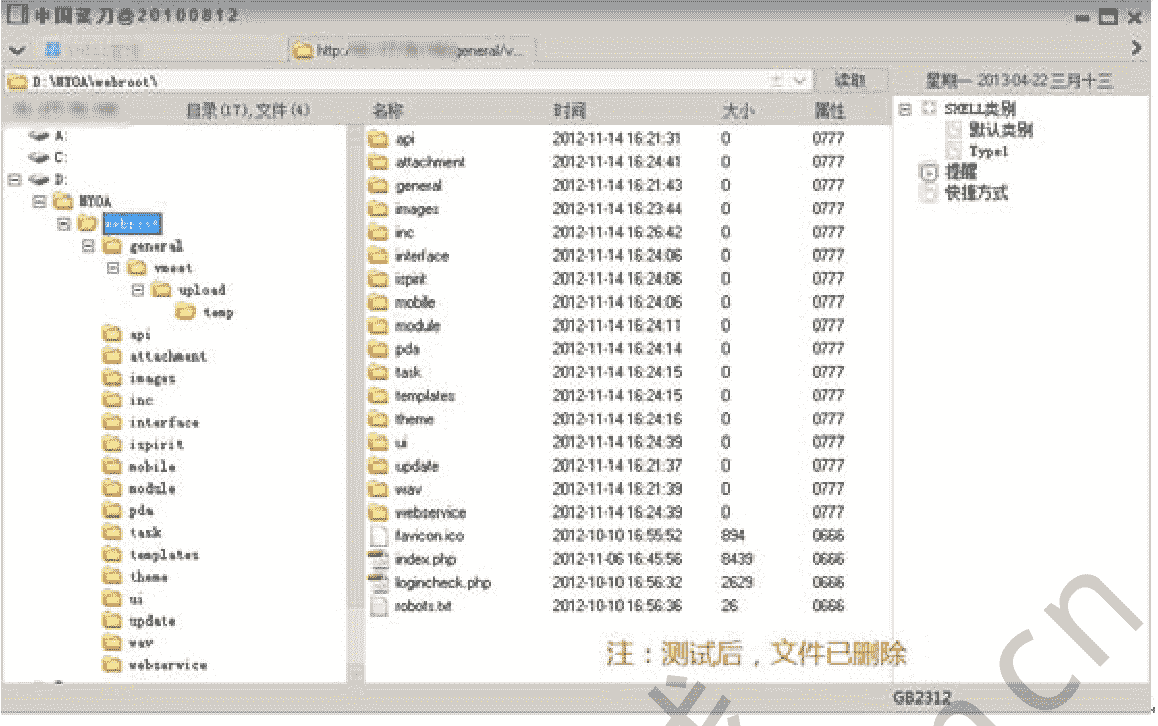 中国菜刀@20100812
http:/ general/v...
D:\MYOA\webroot\
读取
星期一 2013-04-22 三月十三
目录(17),文件(4)
名称 时间 大小 属性
A:
C:
D:
MYOA
webroot
general
vmeet
upload
temp
api
attachment
images
inc
interface
ispirit
mobile
module
pda
task
templates
theme
ui
update
wav
webservice
api 2012-11-14 16:21:31 0 0777
attachment 2012-11-14 16:24:41 0 0777
general 2012-11-14 16:21:43 0 0777
images 2012-11-14 16:23:44 0 0777
inc 2012-11-14 16:26:42 0 0777
interface 2012-11-14 16:24:06 0 0777
ispirit 2012-11-14 16:24:06 0 0777
mobile 2012-11-14 16:24:06 0 0777
module 2012-11-14 16:24:11 0 0777
pda 2012-11-14 16:24:14 0 0777
task 2012-11-14 16:24:15 0 0777
templates 2012-11-14 16:24:15 0 0777
theme 2012-11-14 16:24:16 0 0777
ui 2012-11-14 16:24:39 0 0777
update 2012-11-14 16:21:37 0 0777
wav 2012-11-14 16:21:39 0 0777
webservice 2012-11-14 16:24:39 0 0777
favicon.ico 2012-10-10 16:55:52 894 0666
index.php 2012-11-06 16:45:56 8439 0666
logincheck.php 2012-10-10 16:56:32 2629 0666
robots.txt 2012-10-10 16:56:36 26 0666
SHELL类别
默认类别
Type1
提醒
快捷方式
注：测试后，文件已删除
GB2312
cn